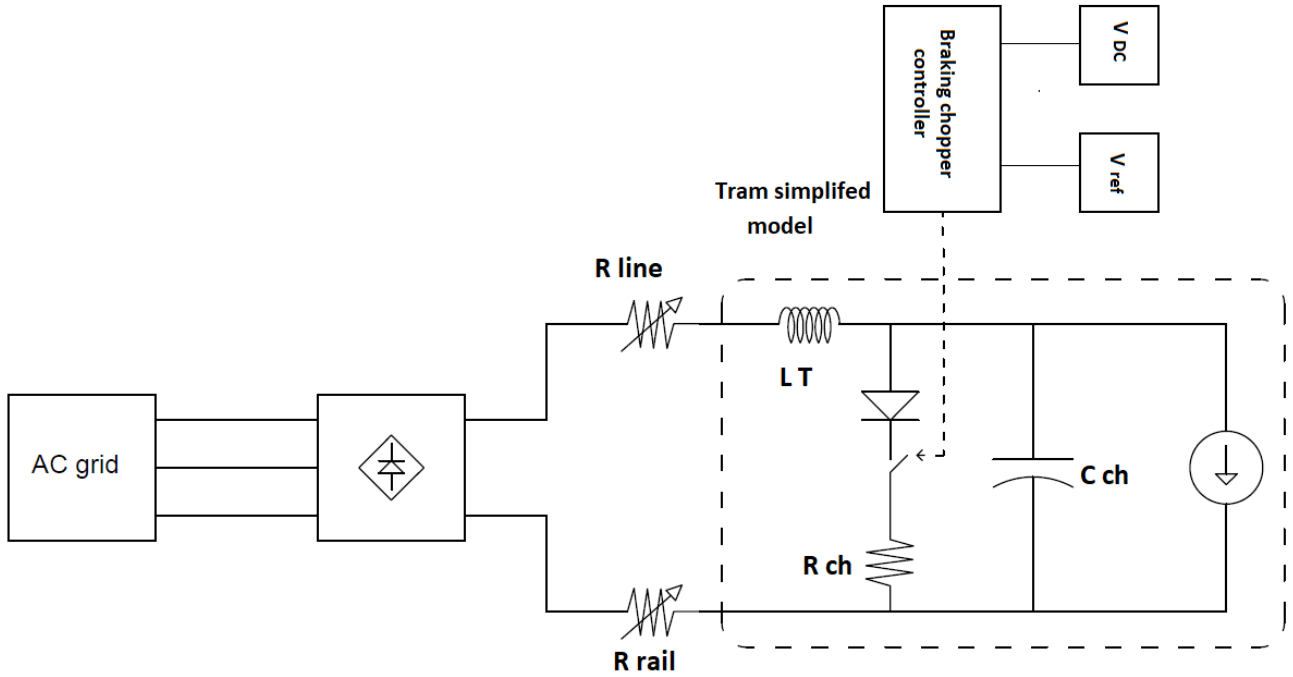 Braking chopper
controller
V DC
V ref
Tram simplifed
model
R line
L T
AC grid
C ch
R ch
R rail